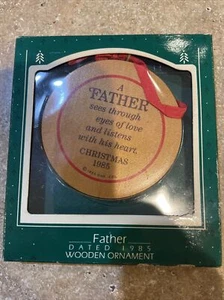 A
FATHER
sees through
eyes of love
and listens
with his heart.
CHRISTMAS
1985
Father
DATED 1985
WOODEN ORNAMENT